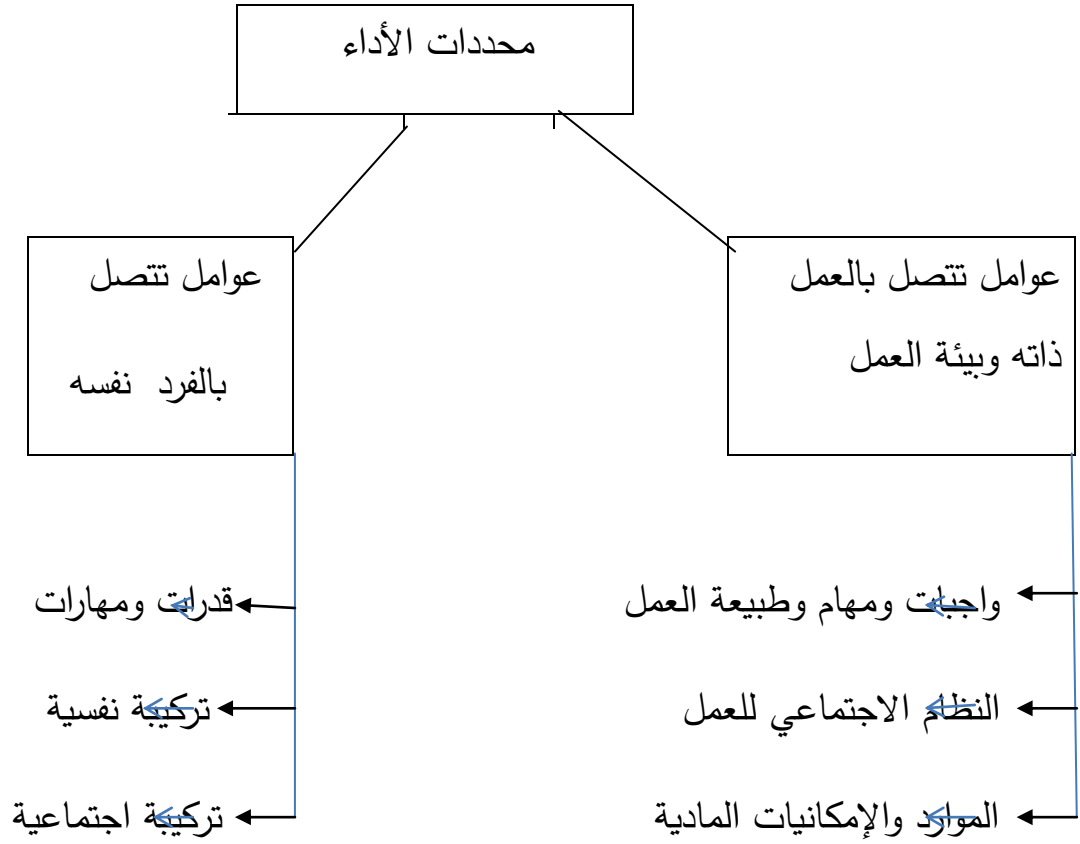 محددات الأداء
عوامل تتصل بالعمل
ذاته وبيئة العمل
عوامل تتصل
بالفرد نفسه
واجبات ومهام وطبيعة العمل
النظام الاجتماعي للعمل
الموارد والإمكانيات المادية
قدرات ومهارات
تركيبة نفسية
تركيبة اجتماعية